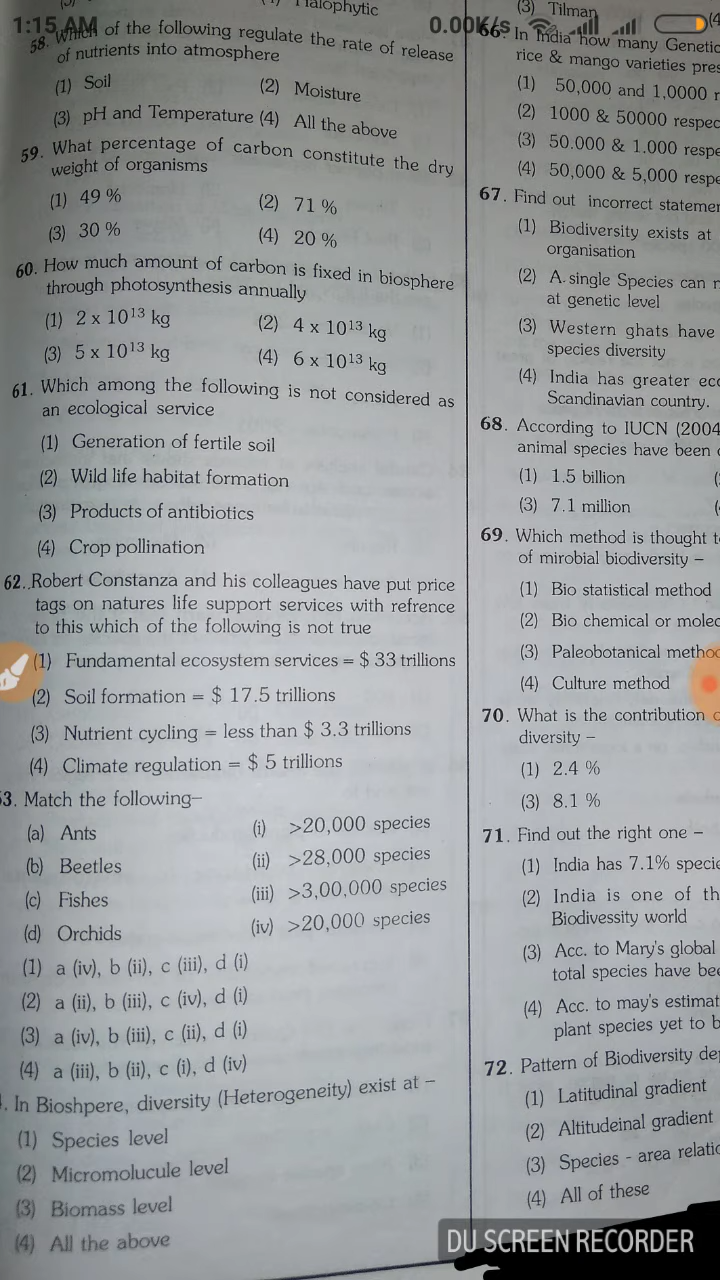 1:15 AM
0.00K/s
Halophytic
58. Which of the following regulate the rate of release
of nutrients into atmosphere
(1) Soil (2) Moisture
(3) pH and Temperature (4) All the above
59. What percentage of carbon constitute the dry
weight of organisms
(1) 49 % (2) 71 %
(3) 30 % (4) 20 %
60. How much amount of carbon is fixed in biosphere
through photosynthesis annually
(1) 2 x 10¹³ kg (2) 4 x 10¹³ kg
(3) 5 x 10¹³ kg (4) 6 x 10¹³ kg
61. Which among the following is not considered as
an ecological service
(1) Generation of fertile soil
(2) Wild life habitat formation
(3) Products of antibiotics
(4) Crop pollination
62. Robert Constanza and his colleagues have put price
tags on natures life support services with refrence
to this which of the following is not true
(1) Fundamental ecosystem services = $ 33 trillions
(2) Soil formation = $ 17.5 trillions
(3) Nutrient cycling = less than $ 3.3 trillions
(4) Climate regulation = $ 5 trillions
3. Match the following–
(a) Ants (i) >20,000 species
(b) Beetles (ii) >28,000 species
(c) Fishes (iii) >3,00,000 species
(d) Orchids (iv) >20,000 species
(1) a (iv), b (ii), c (iii), d (i)
(2) a (ii), b (iii), c (iv), d (i)
(3) a (iv), b (iii), c (ii), d (i)
(4) a (iii), b (ii), c (i), d (iv)
. In Bioshpere, diversity (Heterogeneity) exist at –
(1) Species level
(2) Micromolucule level
(3) Biomass level
(4) All the above
(3) Tilman (4
66. In India how many Genetic
rice & mango varieties pres
(1) 50,000 and 1,0000 r
(2) 1000 & 50000 respec
(3) 50.000 & 1.000 respe
(4) 50,000 & 5,000 respe
67. Find out incorrect statemer
(1) Biodiversity exists at
organisation
(2) A single Species can
at genetic level
(3) Western ghats have
species diversity
(4) India has greater ecc
Scandinavian country.
68. According to IUCN (2004
animal species have been
(1) 1.5 billion
(3) 7.1 million
69. Which method is thought t
of mirobial biodiversity –
(1) Bio statistical method
(2) Bio chemical or molec
(3) Paleobotanical method
(4) Culture method
70. What is the contribution
diversity –
(1) 2.4 %
(3) 8.1 %
71. Find out the right one –
(1) India has 7.1% specie
(2) India is one of th
Biodivessity world
(3) Acc. to Mary's global
total species have bee
(4) Acc. to may's estimat
plant species yet to b
72. Pattern of Biodiversity de
(1) Latitudinal gradient
(2) Altitudeinal gradient
(3) Species - area relatic
(4) All of these
DU SCREEN RECORDER